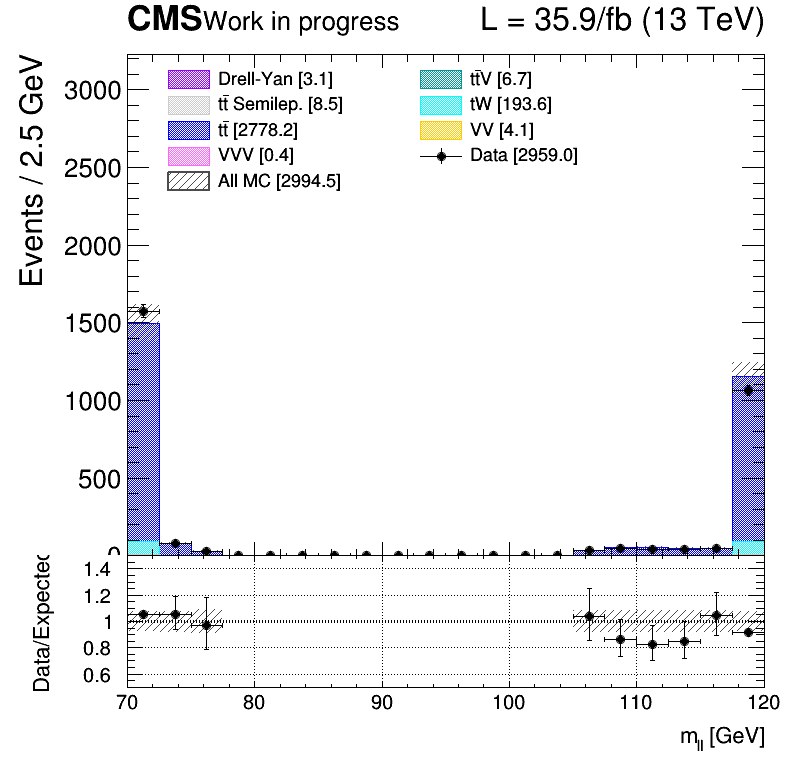 CMS Work in progress L = 35.9/fb (13 TeV)
Events / 2.5 GeV
3000
2500
2000
1500
1000
500
0
Drell-Yan [3.1]
tt̄ Semilep. [8.5]
tt̄ [2778.2]
VVV [0.4]
All MC [2994.5]
tt̄V [6.7]
tW [193.6]
VV [4.1]
Data [2959.0]
Data/Expected
1.4
1.2
1
0.8
0.6
70 80 90 100 110 120
m_ll [GeV]